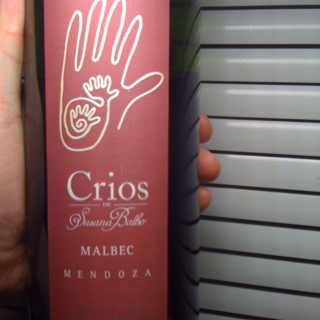 Crios
DE
Susana Balbo
MALBEC
MENDOZA